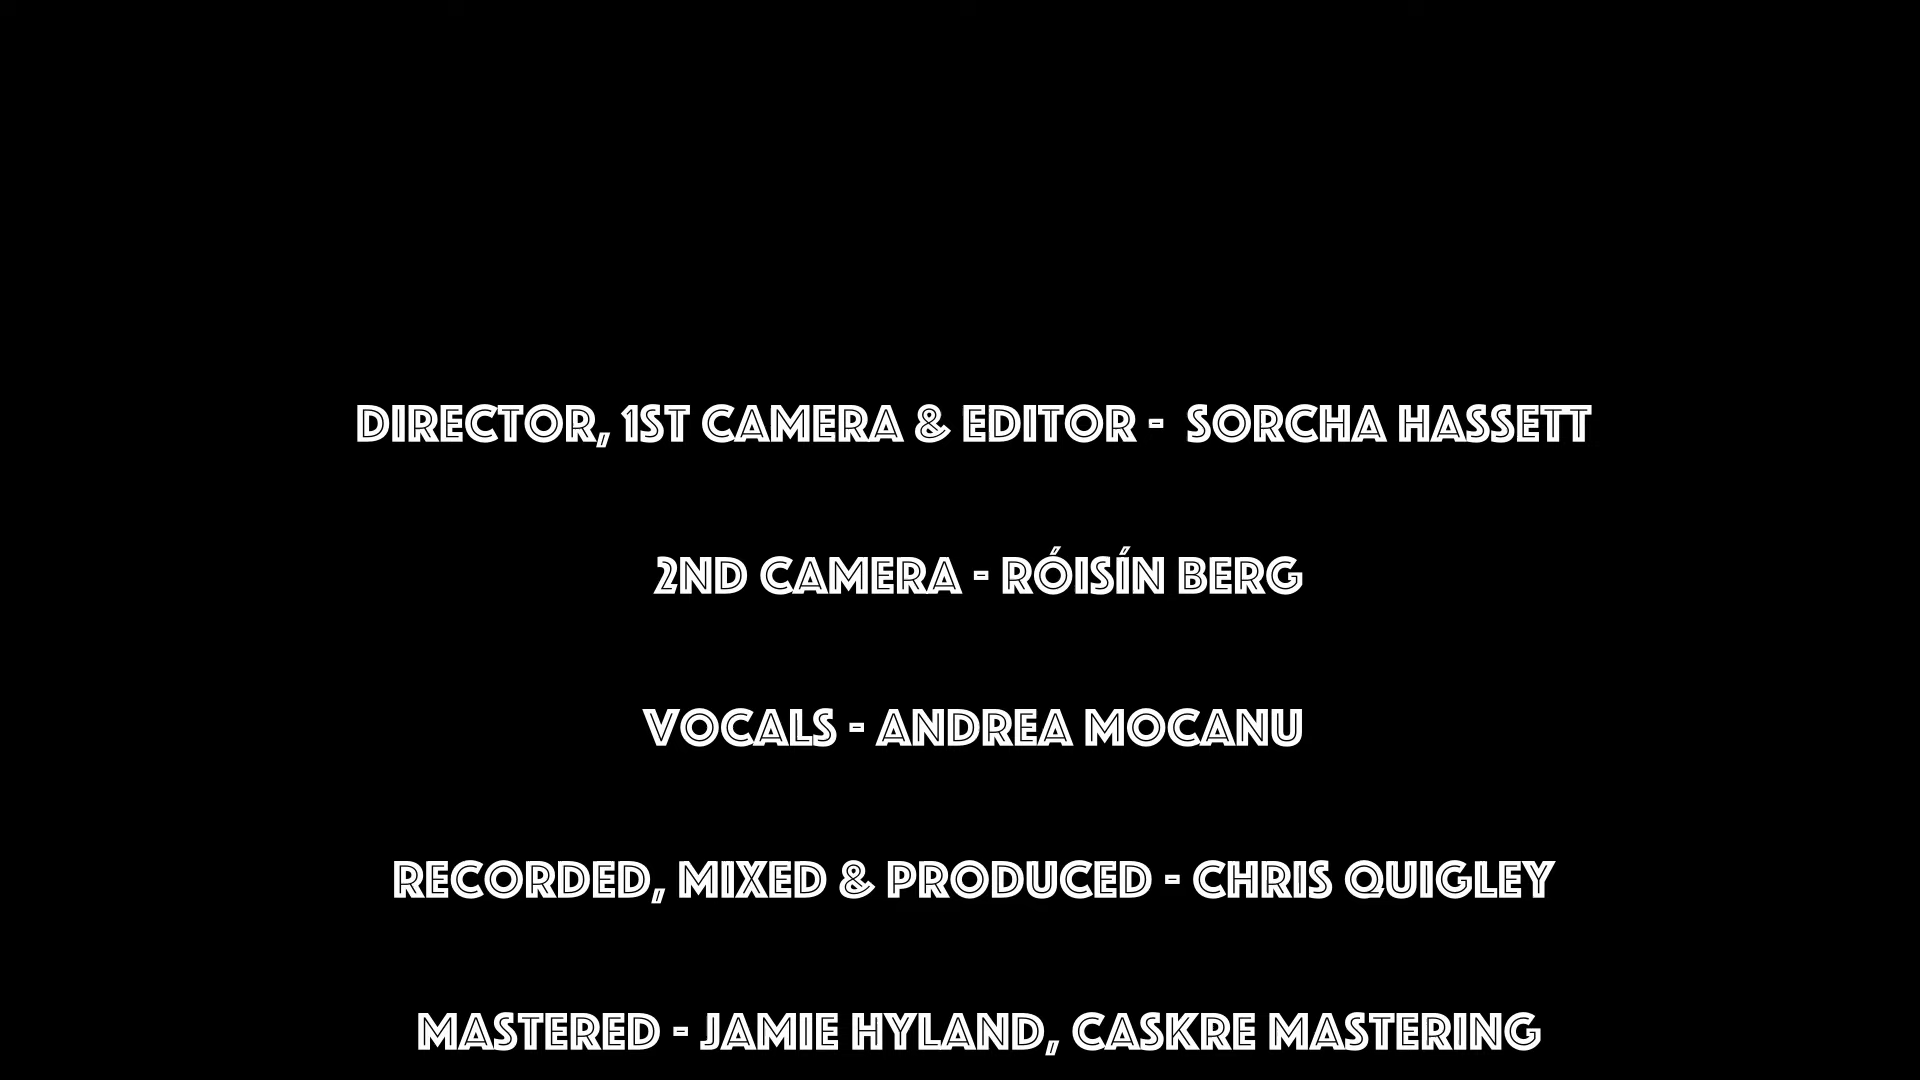 DIRECTOR, 1ST CAMERA & EDITOR -  SORCHA HASSETT
2ND CAMERA - RÓISÍN BERG
VOCALS - ANDREA MOCANU
RECORDED, MIXED & PRODUCED - CHRIS QUIGLEY
MASTERED - JAMIE HYLAND, CASKRE MASTERING